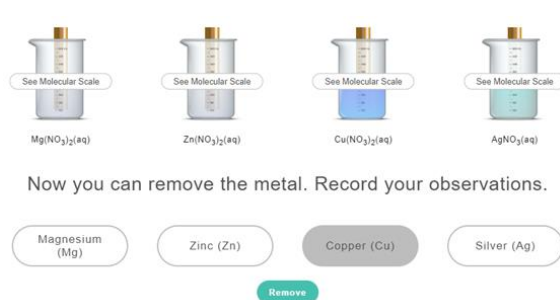 See Molecular Scale See Molecular Scale See Molecular Scale See Molecular Scale
Mg(NO3)2(aq) Zn(NO3)2(aq) Cu(NO3)2(aq) AgNO3(aq)
Now you can remove the metal. Record your observations.
Magnesium
(Mg) Zinc (Zn) Copper (Cu) Silver (Ag)
Remove